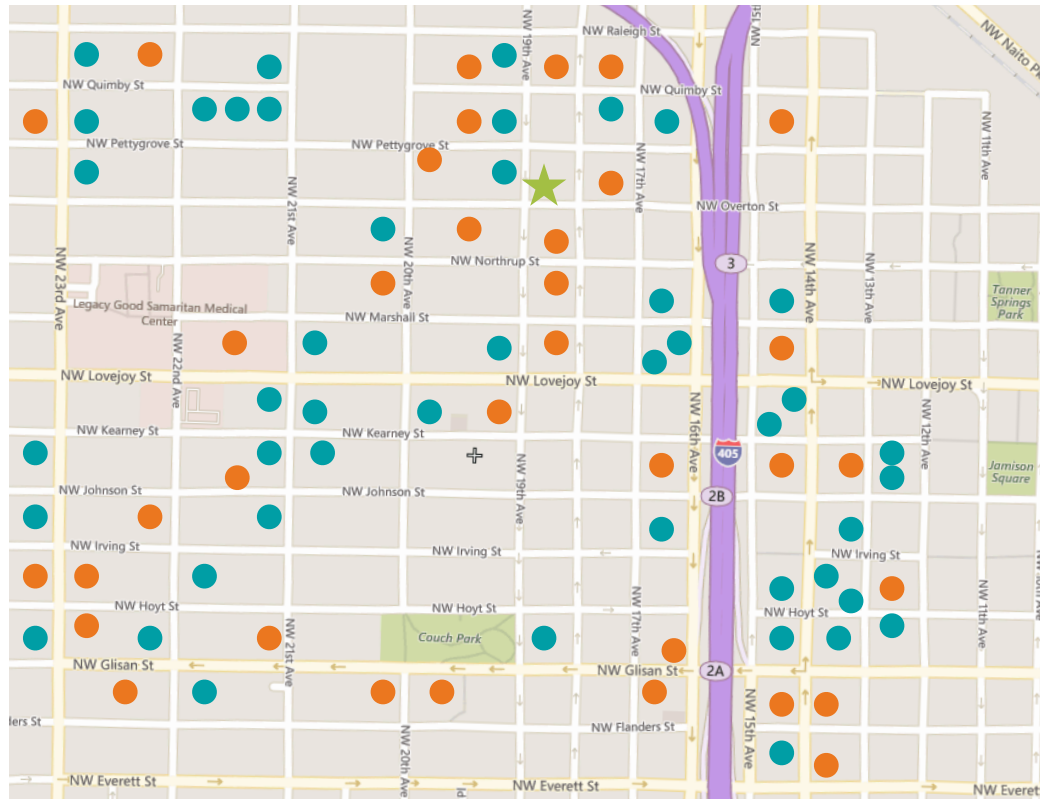 NW 19th Ave
NW Raleigh St
NW 15th
NW Naito Pk
NW Quimby St
NW Quimby St
NW Pettygrove St
NW Pettygrove St
NW 17th Ave
NW 11th Ave
NW 21st Ave
NW Overton St
NW 23rd Ave
NW 20th Ave
NW Northrup St
3
NW 14th Ave
NW 13th Ave
Legacy Good Samaritan Medical
Center
Tanner
Springs
Park
NW Marshall St
NW 22nd Ave
NW Lovejoy St
NW Lovejoy St
NW Lovejoy St
NW 16th Ave
NW 12th Ave
NW Kearney St
NW Kearney St
NW 19th Ave
405
Jamison
Square
NW Johnson St
NW Johnson St
2B
NW Irving St
NW Irving St
NW Irving St
NW Hoyt St
NW Hoyt St
NW 17th Ave
NW Hoyt St
NW 11th Ave
NW 21st Ave
Couch Park
NW Glisan St
NW Glisan St
2A
NW 15th Ave
ders St
NW 20th Ave
NW Flanders St
NW Everett St
NW Everett St
NW Everet